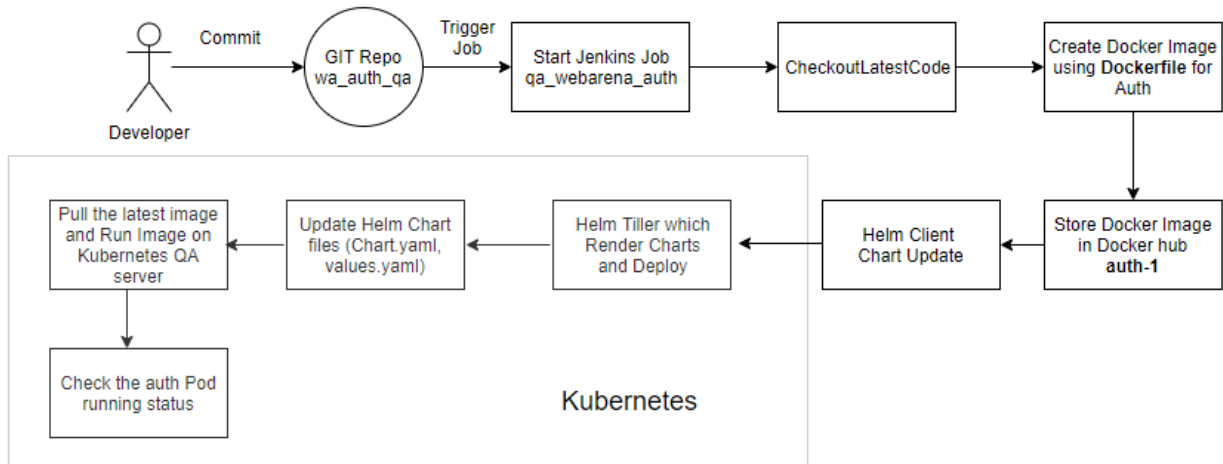 Commit
Developer
GIT Repo
wa_auth_qa
Trigger
Job
Start Jenkins Job
qa_webarena_auth
CheckoutLatestCode
Create Docker Image
using Dockerfile for
Auth
Store Docker Image
in Docker hub
auth-1
Helm Client
Chart Update
Helm Tiller which
Render Charts
and Deploy
Update Helm Chart
files (Chart.yaml,
values.yaml)
Pull the latest image
and Run Image on
Kubernetes QA
server
Check the auth Pod
running status
Kubernetes